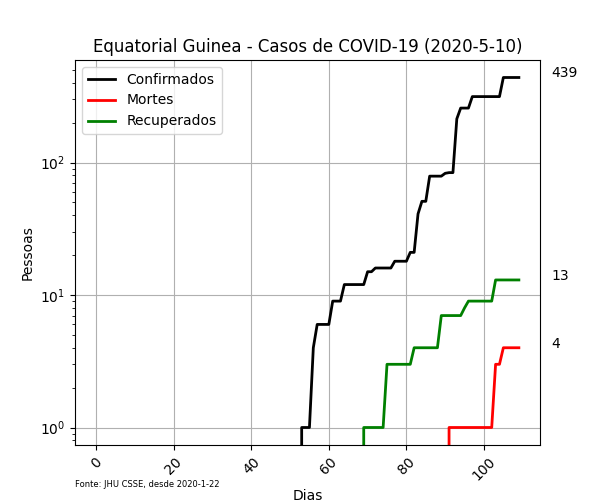 Equatorial Guinea - Casos de COVID-19 (2020-5-10)
Confirmados
Mortes
Recuperados
439
13
4
10²
10¹
10⁰
Pessoas
0 20 40 60 80 100
Fonte: JHU CSSE, desde 2020-1-22
Dias